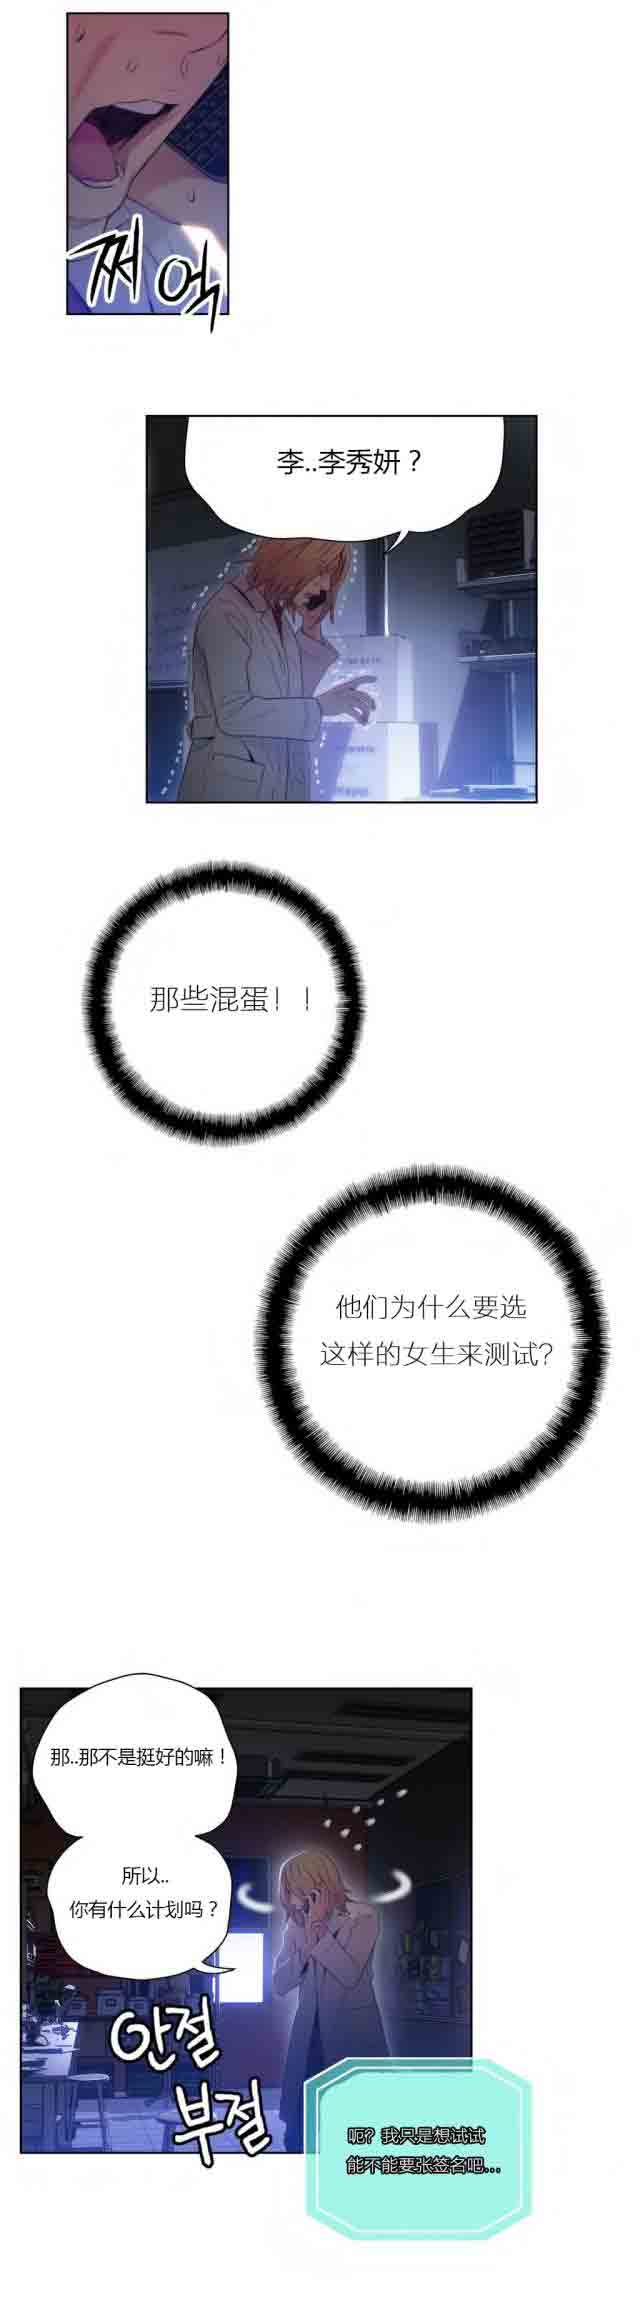 쩌억
李..李秀妍？
那些混蛋！！
他们为什么要选
这样的女生来测试?
那..那不是挺好的嘛！
所以..
你有什么计划吗？
안절
부절
呃？我只是想试试
能不能要张签名吧...